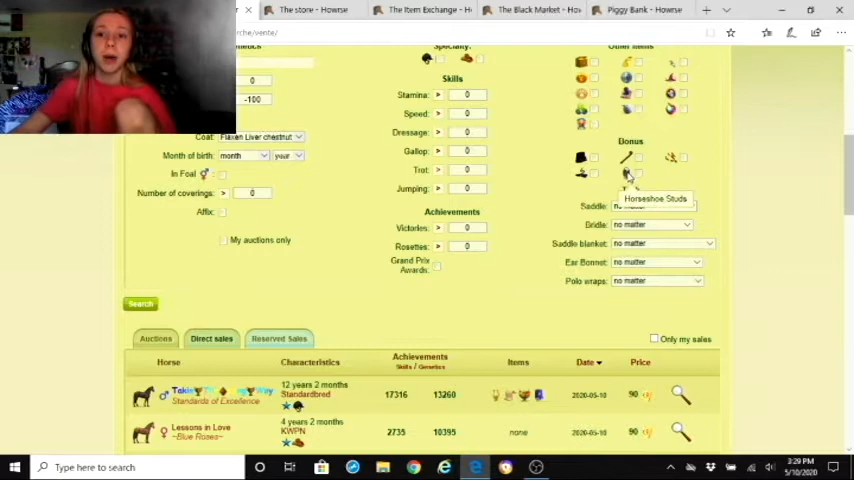 The store - Howrse
The Item Exchange - H
The Black Market - How
Piggy Bank - Howrse
rche/vente/
Specialty:
Other items
0
-100
Skills
Stamina: > 0
Speed: > 0
Dressage: > 0
Gallop: > 0
Trot: > 0
Jumping: > 0
Bonus
Horseshoe Studs
Coat: Flaxen Liver chestnut
Month of birth: month year
In Foal
Number of coverings: > 0
Affix:
My auctions only
Achievements
Victories: > 0
Rosettes: > 0
Grand Prix Awards:
Saddle: no matter
Bridle: no matter
Saddle blanket: no matter
Ear Bonnet: no matter
Polo wraps: no matter
Search
Auctions
Direct sales
Reserved Sales
Only my sales
Horse
Characteristics
Achievements
Skills / Genetics
Items
Date
Price
Standards of Excellence
12 years 2 months
Standardbred
17316
13260
2020-05-10
90
Lessons in Love
~Blue Roses~
4 years 2 months
KWPN
2735
10395
none
2020-05-10
90
Type here to search
3:29 PM
5/10/2020